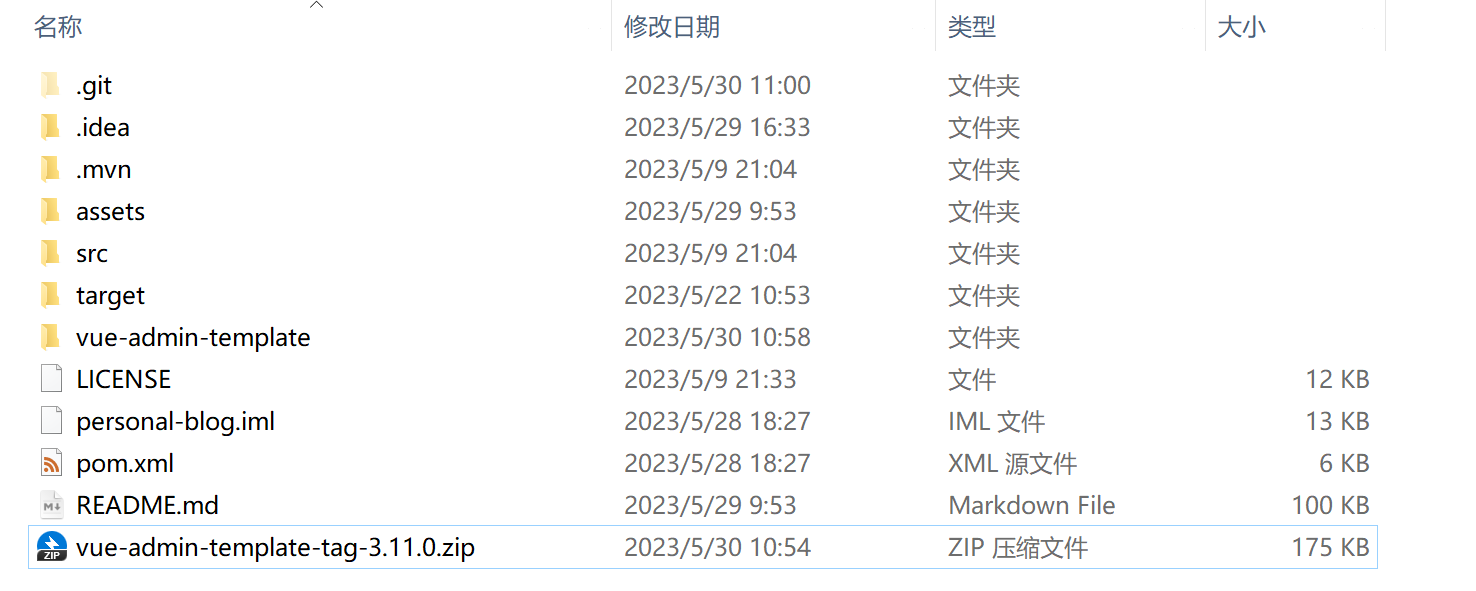 名称 修改日期 类型 大小
.git 2023/5/30 11:00 文件夹
.idea 2023/5/29 16:33 文件夹
.mvn 2023/5/9 21:04 文件夹
assets 2023/5/29 9:53 文件夹
src 2023/5/9 21:04 文件夹
target 2023/5/22 10:53 文件夹
vue-admin-template 2023/5/30 10:58 文件夹
LICENSE 2023/5/9 21:33 文件 12 KB
personal-blog.iml 2023/5/28 18:27 IML 文件 13 KB
pom.xml 2023/5/28 18:27 XML 源文件 6 KB
README.md 2023/5/29 9:53 Markdown File 100 KB
ZIP vue-admin-template-tag-3.11.0.zip 2023/5/30 10:54 ZIP 压缩文件 175 KB